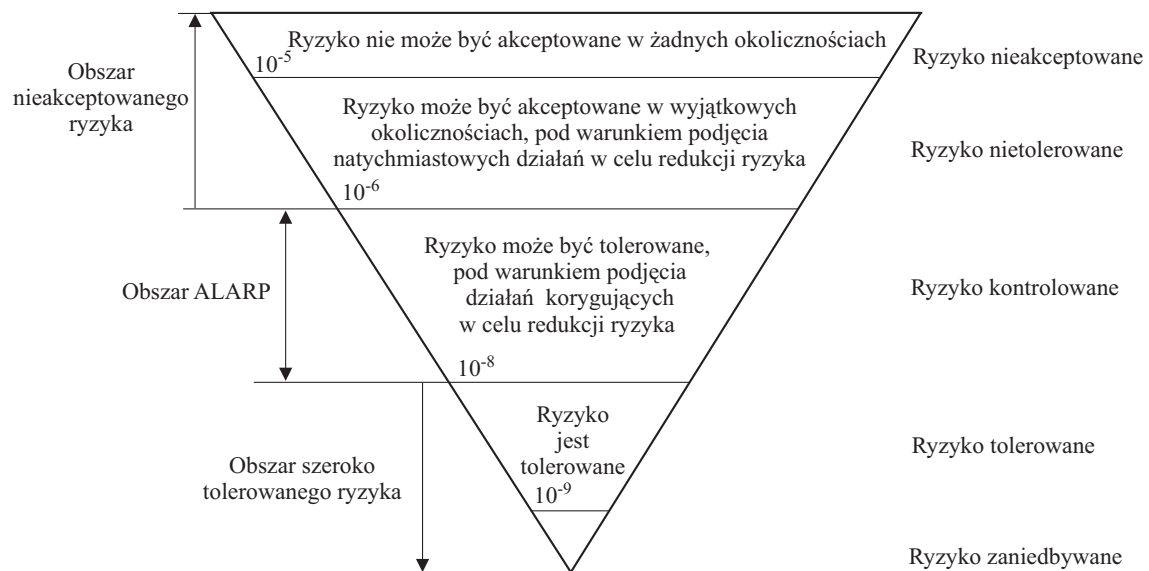 Ryzyko nie może być akceptowane w żadnych okolicznościach
10-5
Ryzyko nieakceptowane
Obszar
nieakceptowanego
ryzyka
Ryzyko może być akceptowane w wyjątkowych
okolicznościach, pod warunkiem podjęcia
natychmiastowych działań w celu redukcji ryzyka
10-6
Ryzyko nietolerowane
Obszar ALARP
Ryzyko może być tolerowane,
pod warunkiem podjęcia
działań korygujących
w celu redukcji ryzyka
10-8
Ryzyko kontrolowane
Obszar szeroko
tolerowanego ryzyka
Ryzyko
jest
tolerowane
10-9
Ryzyko tolerowane
Ryzyko zaniedbywane